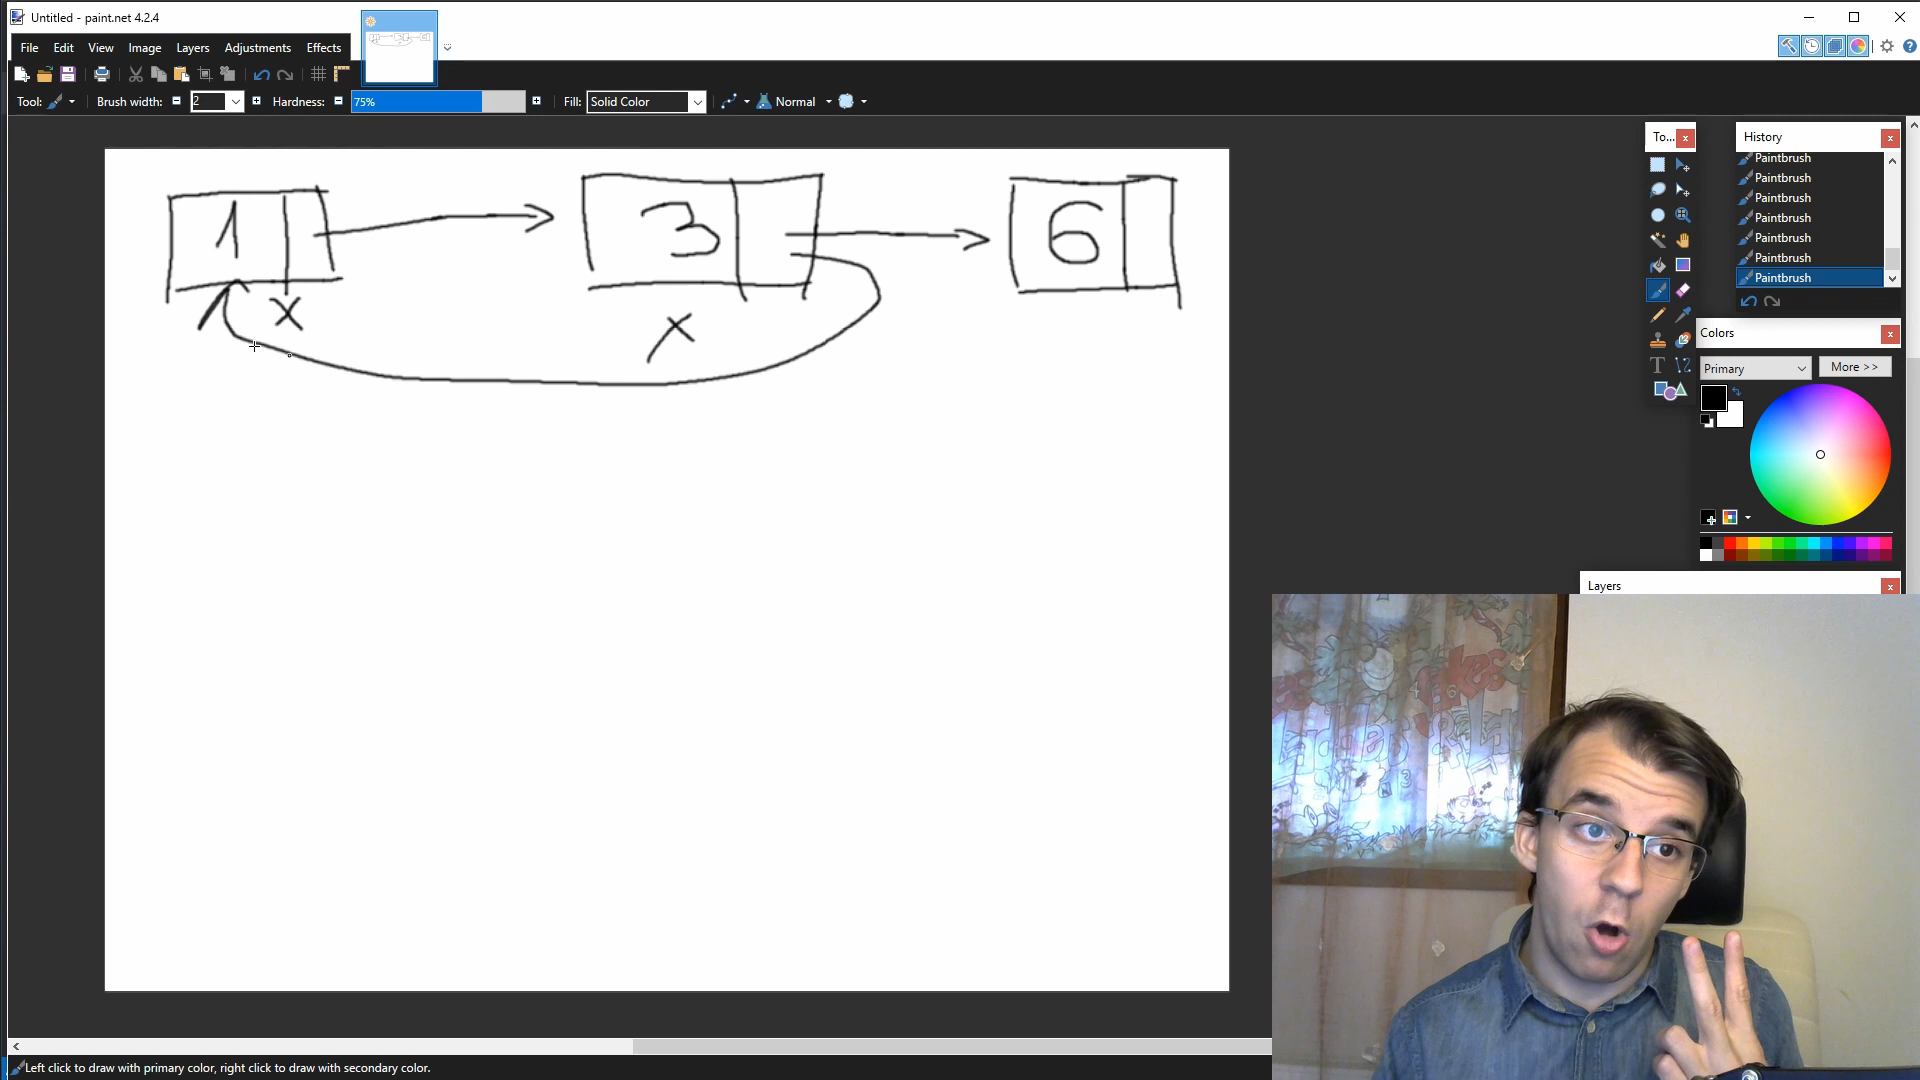 Untitled - paint.net 4.2.4
File Edit View Image Layers Adjustments Effects
Tool: Brush width: 2 Hardness: 75% Fill: Solid Color Normal
To...
History
Paintbrush
Paintbrush
Paintbrush
Paintbrush
Paintbrush
Paintbrush
Paintbrush
1 3 6
x x
Colors
Primary More >>
Layers
Left click to draw with primary color, right click to draw with secondary color.